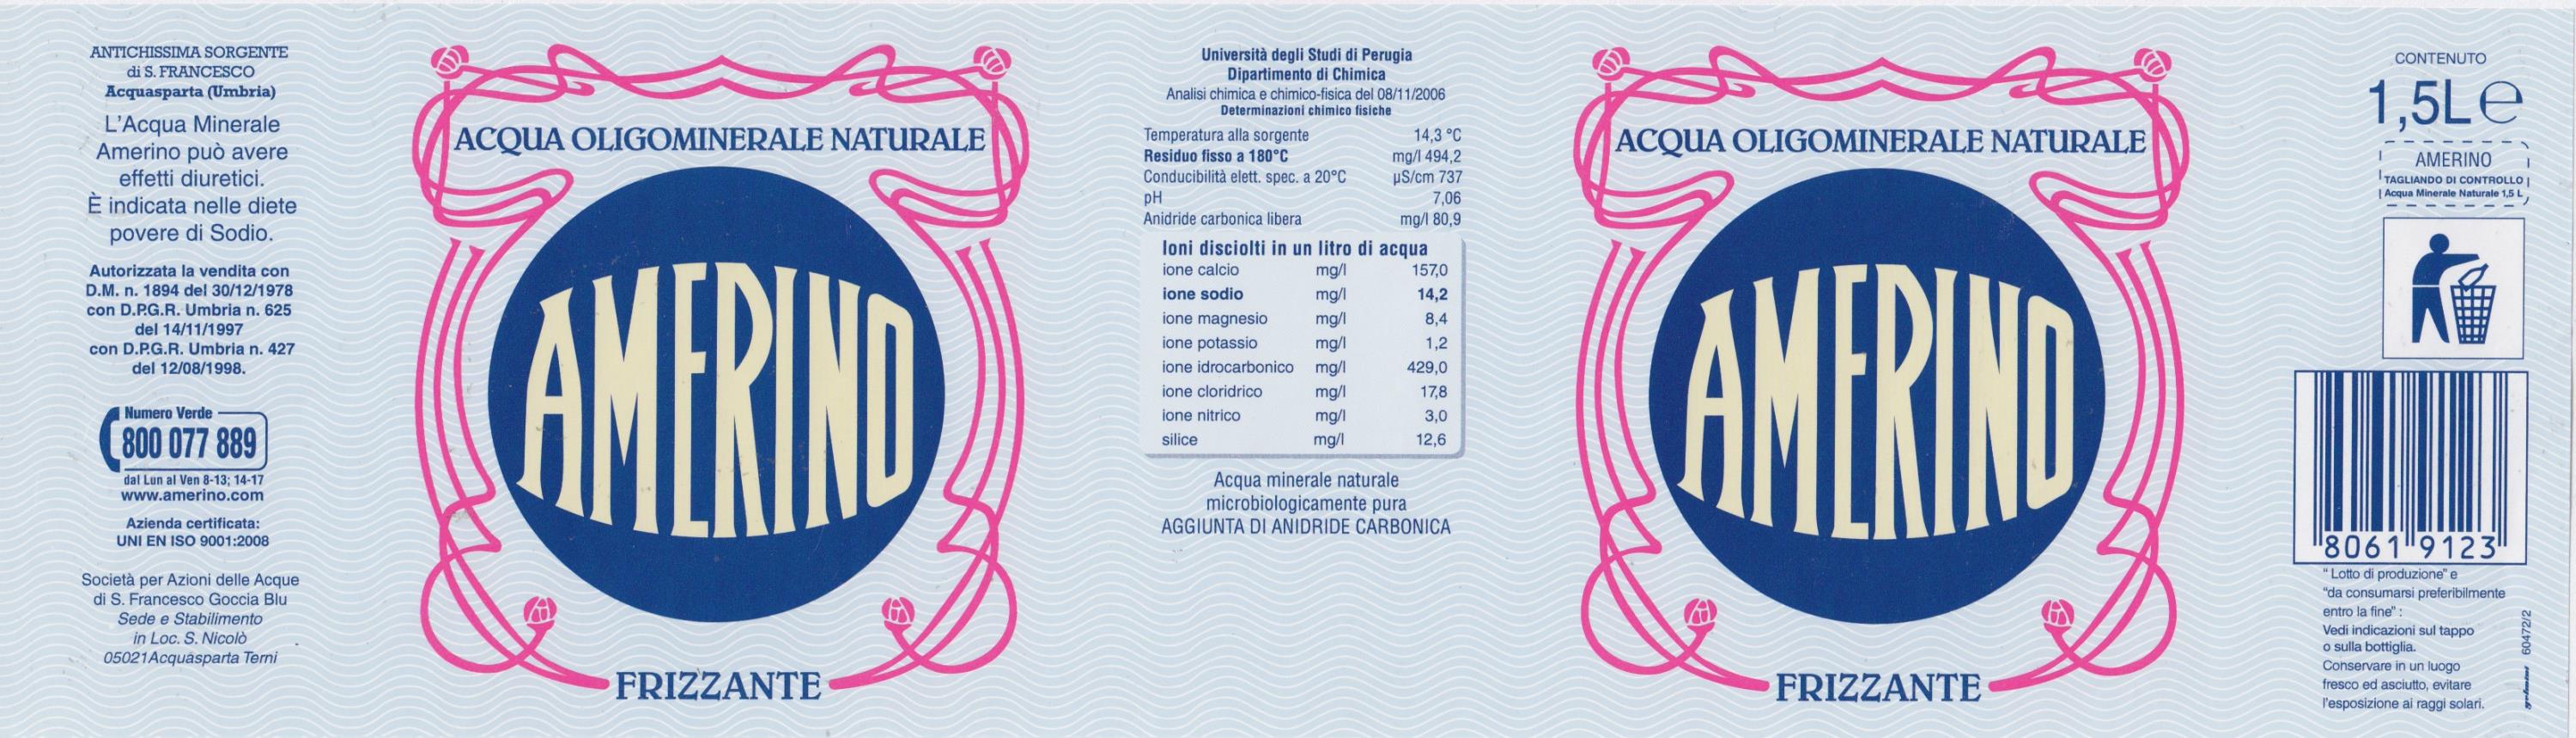 ANTICHISSIMA SORGENTE
di S. FRANCESCO
Acquasparta (Umbria)
L'Acqua Minerale
Amerino può avere
effetti diuretici.
È indicata nelle diete
povere di Sodio.
Autorizzata la vendita con
D.M. n. 1894 del 30/12/1978
con D.P.G.R. Umbria n. 625
del 14/11/1997
con D.P.G.R. Umbria n. 427
del 12/08/1998.
Numero Verde
800 077 889
dal Lun al Ven 8-13; 14-17
www.amerino.com
Azienda certificata:
UNI EN ISO 9001:2008
Società per Azioni delle Acque
di S. Francesco Goccia Blu
Sede e Stabilimento
in Loc. S. Nicolò
05021Acquasparta Terni
ACQUA OLIGOMINERALE NATURALE
AMERINO
FRIZZANTE
Università degli Studi di Perugia
Dipartimento di Chimica
Analisi chimica e chimico-fisica del 08/11/2006
Determinazioni chimico fisiche
Temperatura alla sorgente 14,3 °C
Residuo fisso a 180°C mg/l 494,2
Conducibilità elett. spec. a 20°C µS/cm 737
pH 7,06
Anidride carbonica libera mg/l 80,9
Ioni disciolti in un litro di acqua
ione calcio mg/l 157,0
ione sodio mg/l 14,2
ione magnesio mg/l 8,4
ione potassio mg/l 1,2
ione idrocarbonico mg/l 429,0
ione cloridrico mg/l 17,8
ione nitrico mg/l 3,0
silice mg/l 12,6
Acqua minerale naturale
microbiologicamente pura
AGGIUNTA DI ANIDRIDE CARBONICA
ACQUA OLIGOMINERALE NATURALE
AMERINO
FRIZZANTE
CONTENUTO
1,5L e
AMERINO
TAGLIANDO DI CONTROLLO
Acqua Minerale Naturale 1,5 L
8061 9123
" Lotto di produzione" e
"da consumarsi preferibilmente
entro la fine" :
Vedi indicazioni sul tappo
o sulla bottiglia.
Conservare in un luogo
fresco ed asciutto, evitare
l'esposizione ai raggi solari.
60472/2